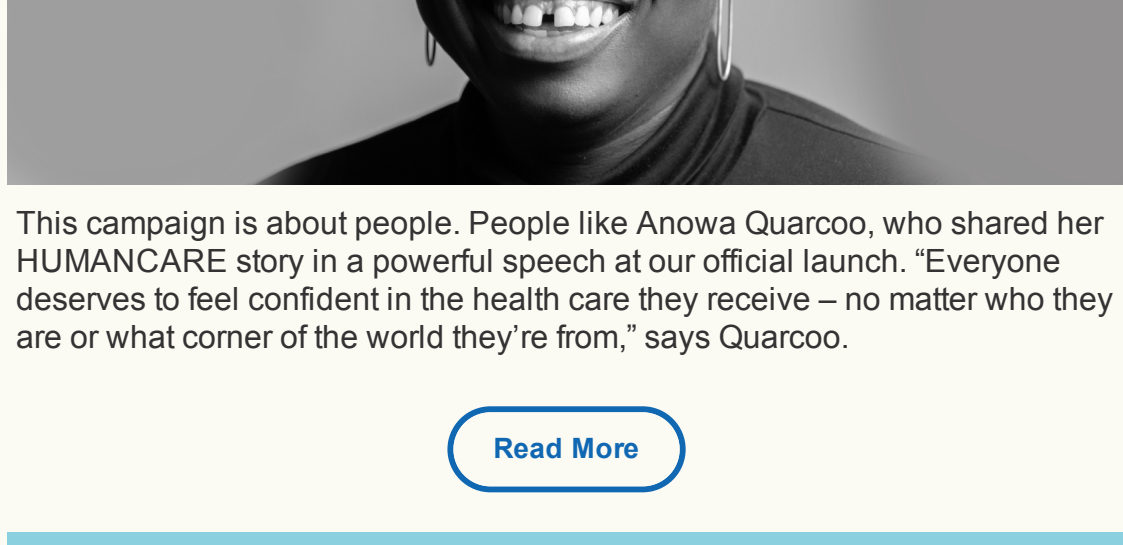 This campaign is about people. People like Anowa Quarcoo, who shared her
HUMANCARE story in a powerful speech at our official launch. “Everyone
deserves to feel confident in the health care they receive – no matter who they
are or what corner of the world they’re from,” says Quarcoo.
Read More